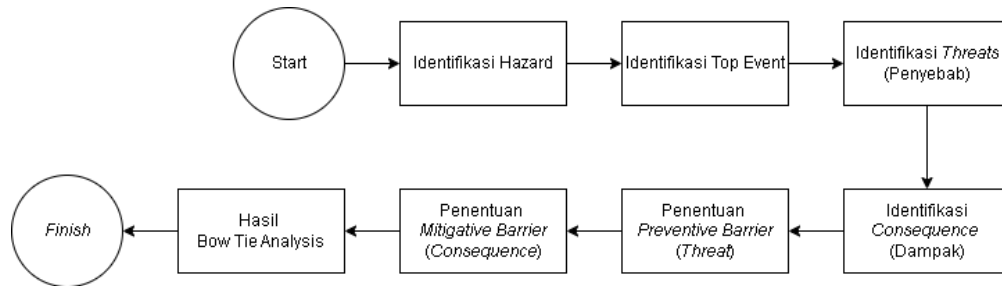 Start
Identifikasi Hazard
Identifikasi Top Event
Identifikasi Threats
(Penyebab)
Identifikasi
Consequence
(Dampak)
Penentuan
Preventive Barrier
(Threat)
Penentuan
Mitigative Barrier
(Consequence)
Hasil
Bow Tie Analysis
Finish